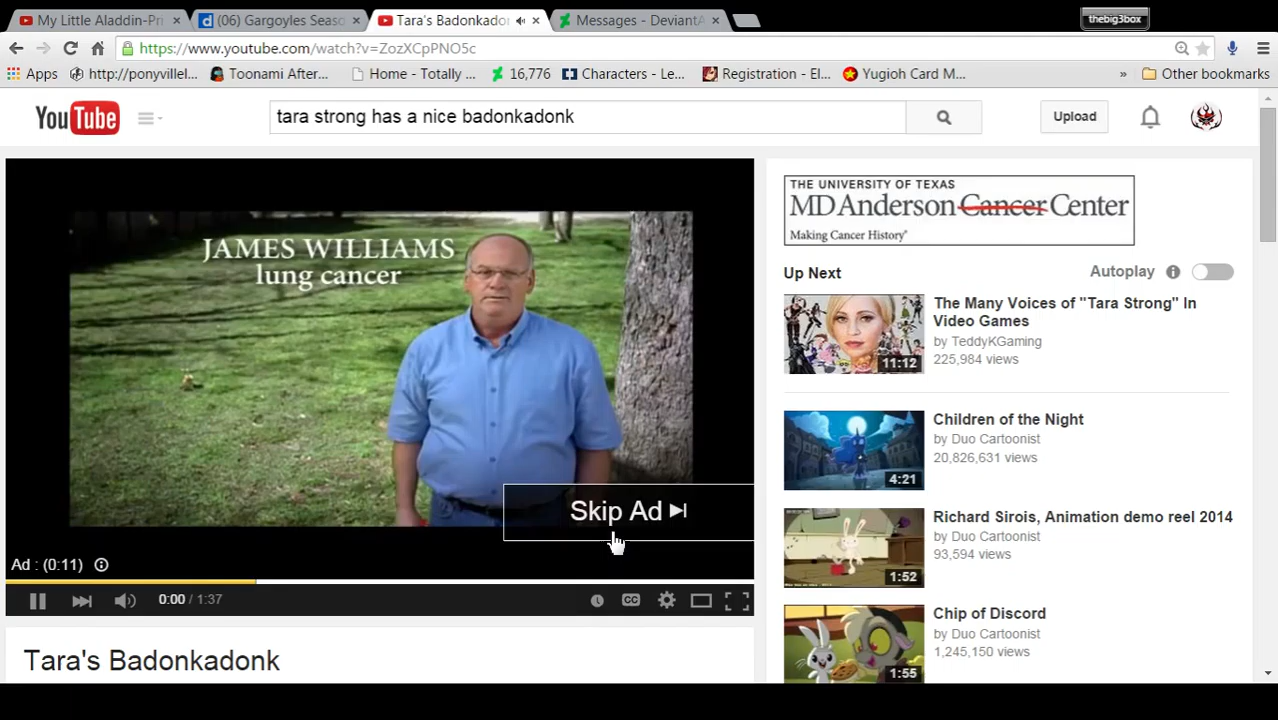 My Little Aladdin-Pri
(06) Gargoyles Seaso
Tara's Badonkadon
Messages - DeviantA
thebig3box
https://www.youtube.com/watch?v=ZozXCpPNO5c
Apps
http://ponyvillel...
Toonami After...
Home - Totally ...
16,776
Characters - Le...
Registration - El...
Yugioh Card M...
»
Other bookmarks
YouTube
tara strong has a nice badonkadonk
Upload
JAMES WILLIAMS
lung cancer
Skip Ad
Ad : (0:11)
0:00 / 1:37
CC
Tara's Badonkadonk
THE UNIVERSITY OF TEXAS
MD Anderson Cancer Center
Making Cancer History®
Up Next
Autoplay
The Many Voices of "Tara Strong" In
Video Games
by TeddyKGaming
225,984 views
11:12
Children of the Night
by Duo Cartoonist
20,826,631 views
4:21
Richard Sirois, Animation demo reel 2014
by Duo Cartoonist
93,594 views
1:52
Chip of Discord
by Duo Cartoonist
1,245,150 views
1:55